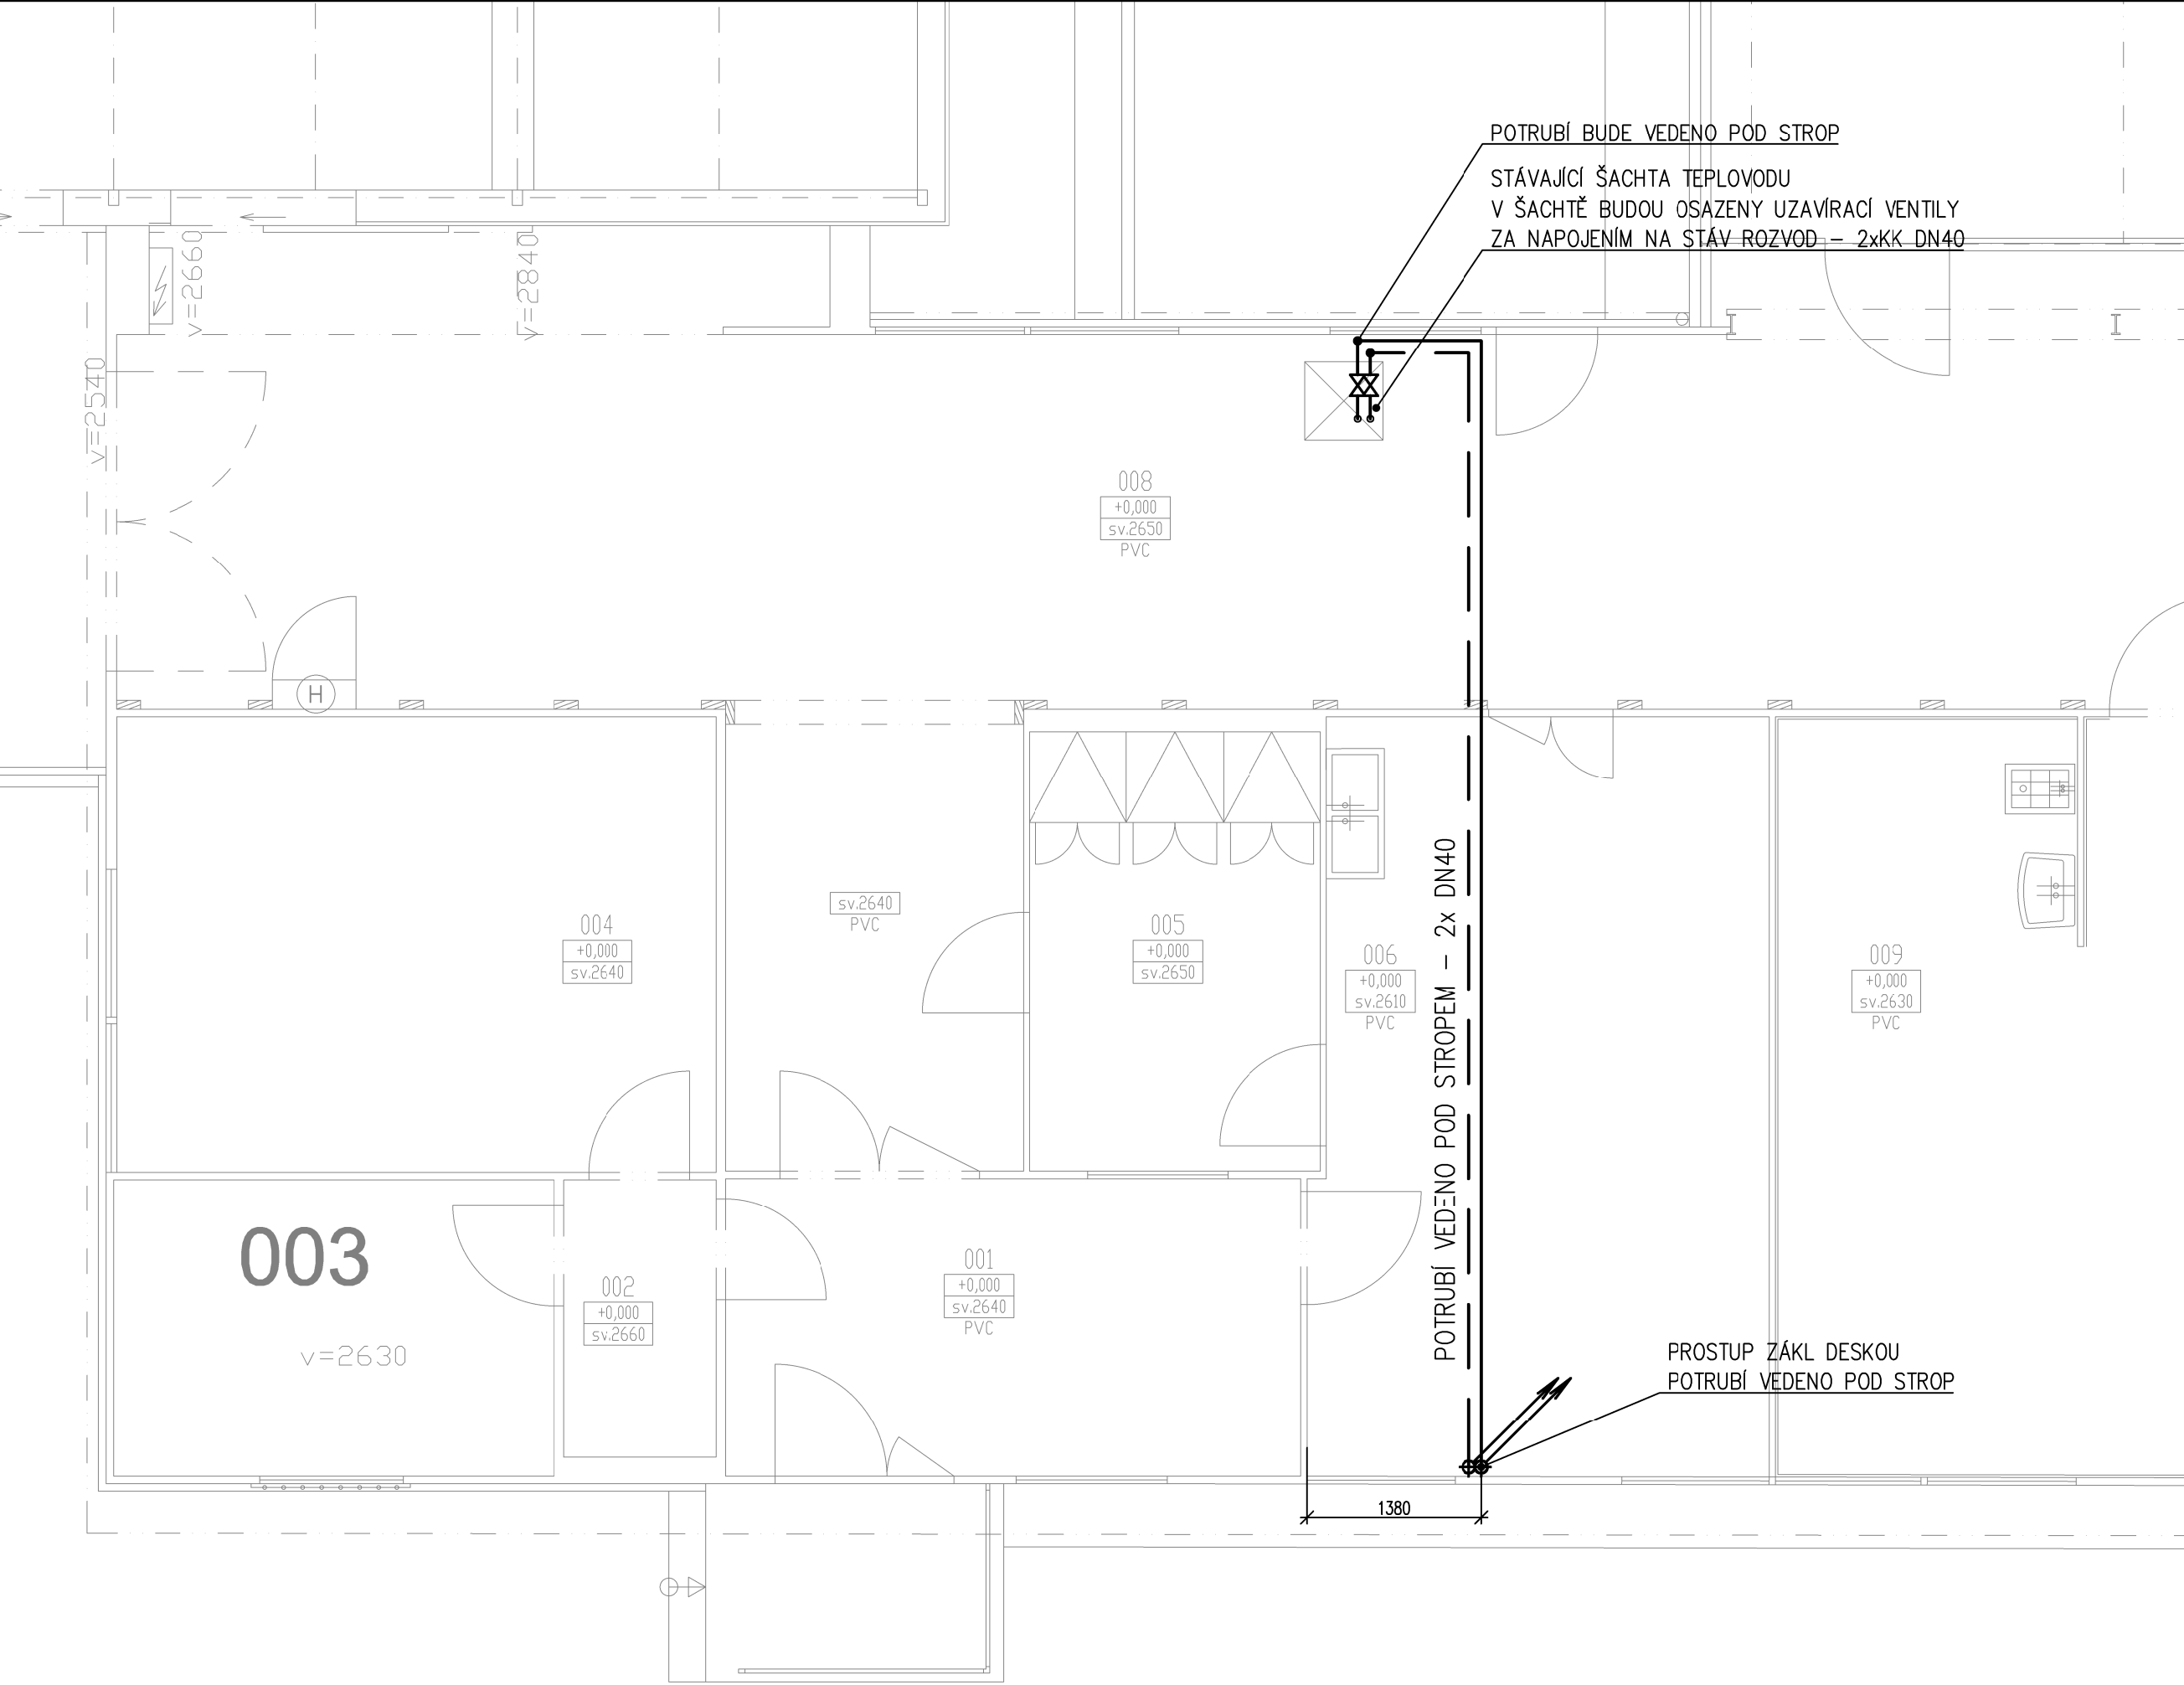 POTRUBÍ BUDE VEDENO POD STROP
STÁVAJÍCÍ ŠACHTA TEPLOVODU
V ŠACHTĚ BUDOU OSAZENY UZAVÍRACÍ VENTILY
ZA NAPOJENÍM NA STÁV ROZVOD – 2xKK DN40
v=2660
v=2840
v=2540
008
+0,000
sv.2650
PVC
H
sv.2640
PVC
004
+0,000
sv.2640
005
+0,000
sv.2650
006
+0,000
sv.2610
PVC
009
+0,000
sv.2630
PVC
POTRUBÍ VEDENO POD STROPEM – 2x DN40
003
v=2630
002
+0,000
sv.2660
001
+0,000
sv.2640
PVC
PROSTUP ZÁKL DESKOU
POTRUBÍ VEDENO POD STROP
1380